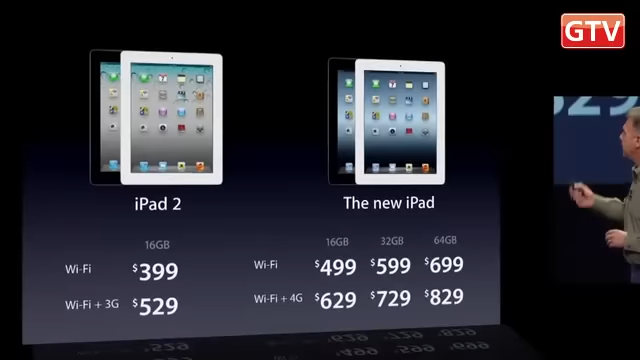 GTV
829
iPad 2
The new iPad
16GB
Wi-Fi $399
Wi-Fi + 3G $529
16GB 32GB 64GB
Wi-Fi $499 $599 $699
Wi-Fi + 4G $629 $729 $829